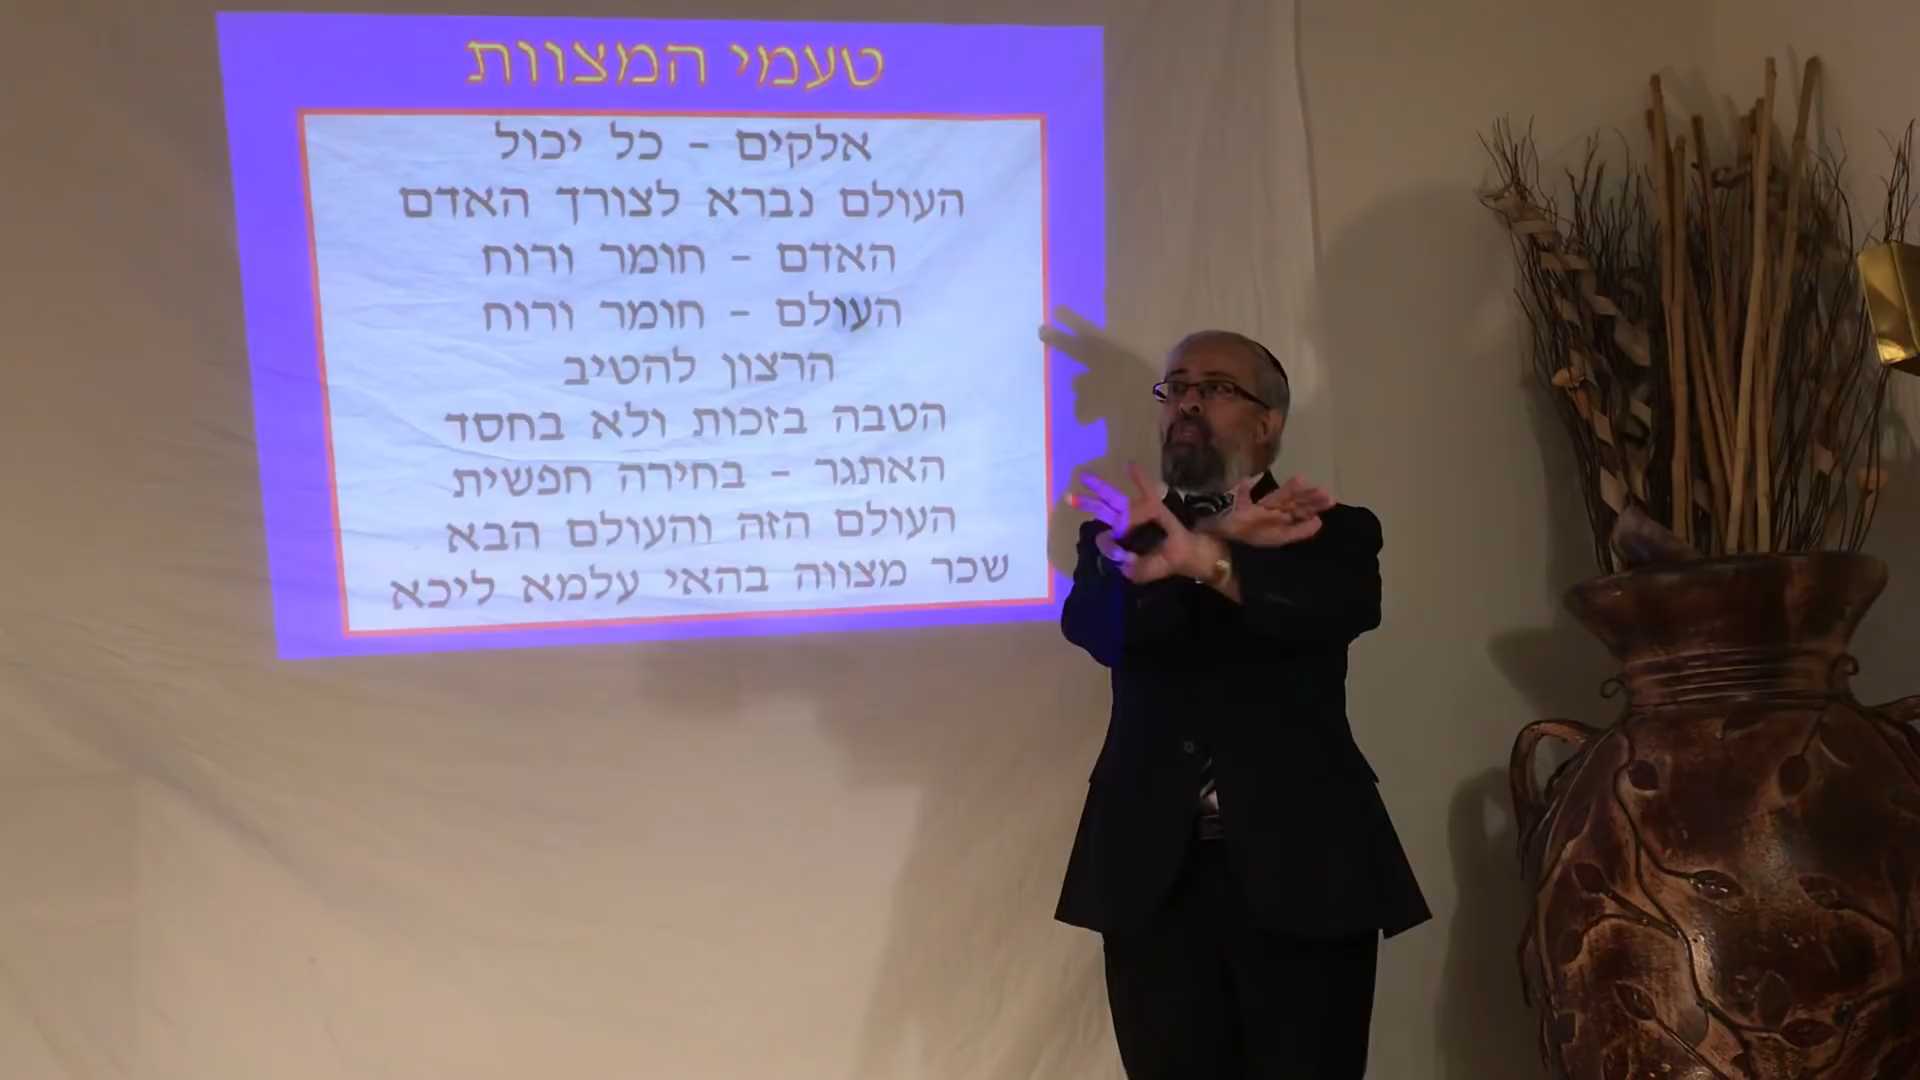 טעמי המצוות
אלקים - כל יכול
העולם נברא לצורך האדם
האדם - חומר ורוח
העולם - חומר ורוח
הרצון להטיב
הטבה בזכות ולא בחסד
האתגר - בחירה חפשית
העולם הזה והעולם הבא
שכר מצווה בהאי עלמא ליכא